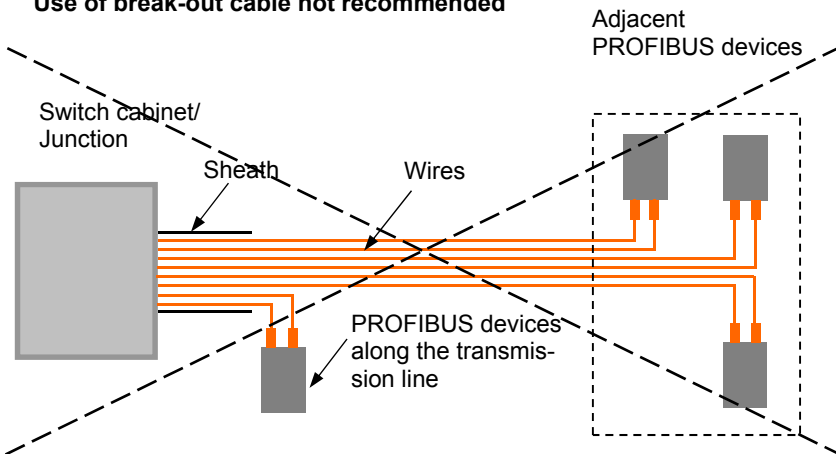 Use of break-out cable not recommended
Adjacent
PROFIBUS devices
Switch cabinet/
Junction
Sheath
Wires
PROFIBUS devices
along the transmis-
sion line